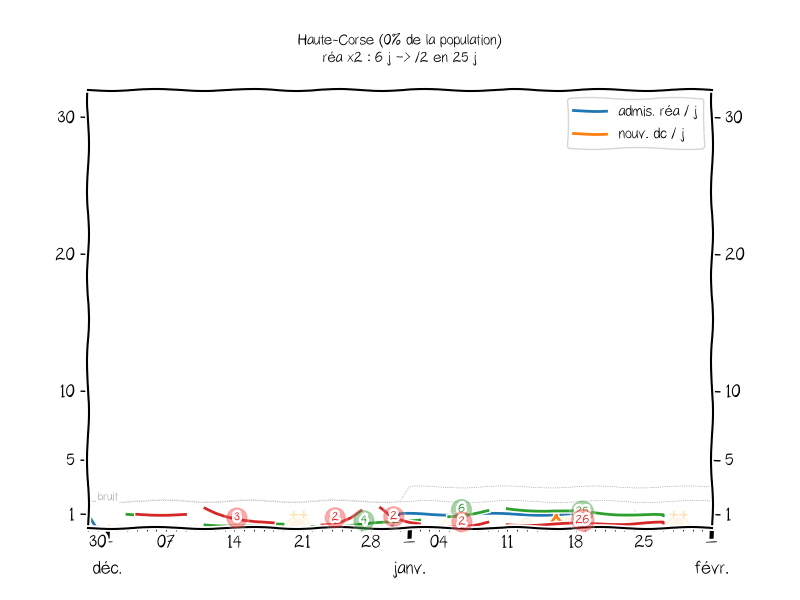 Haute-Corse (0% de la population)
réa x2 : 6 j -> /2 en 25 j
admis. réa / j
nouv. dc / j
30 30
20 20
10 10
5 5
bruit
1 1
3 2 4 2 6 2 26
30 07 14 21 28 04 11 18 25
déc. janv. févr.